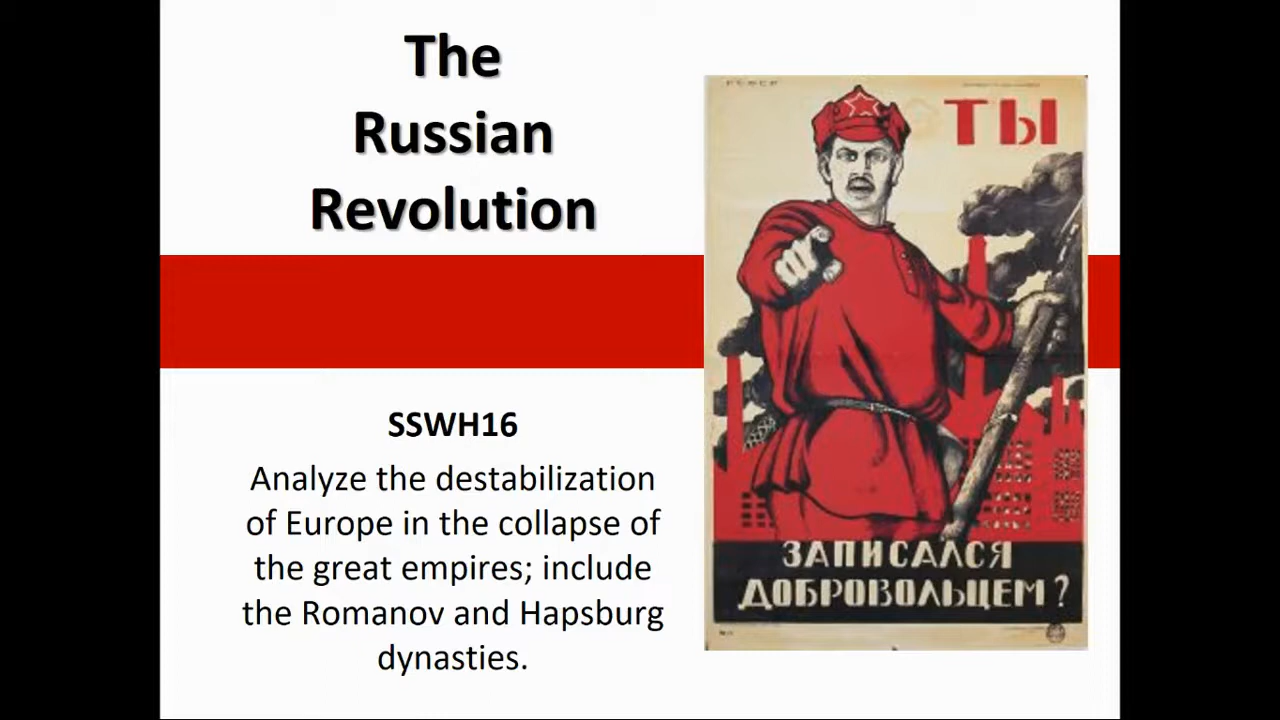 The
Russian
Revolution
SSWH16
Analyze the destabilization
of Europe in the collapse of
the great empires; include
the Romanov and Hapsburg
dynasties.
ТЫ
ЗАПИСАЛСЯ
ДОБРОВОЛЬЦЕМ?